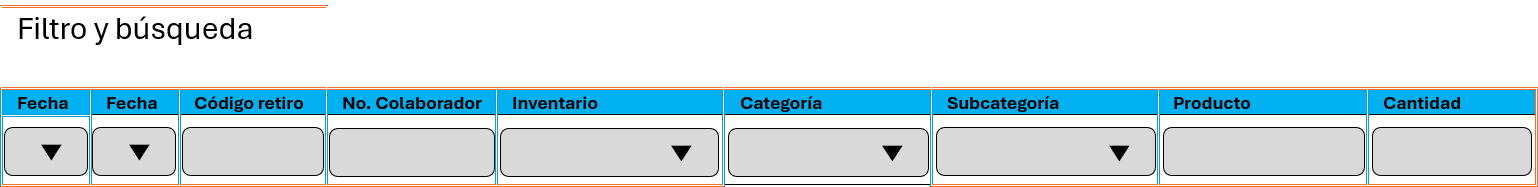 Filtro y búsqueda
Fecha Fecha Código retiro No. Colaborador Inventario Categoría Subcategoría Producto Cantidad